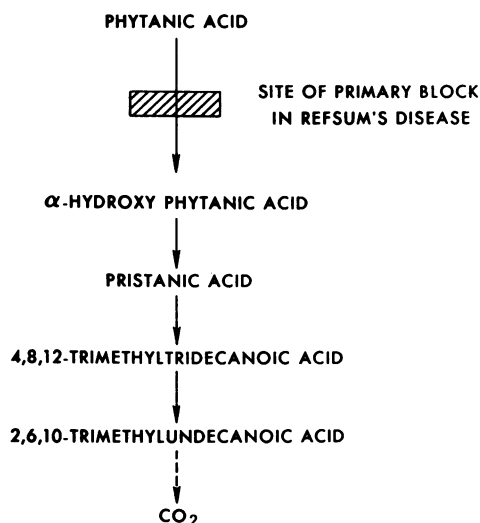 PHYTANIC ACID
SITE OF PRIMARY BLOCK
IN REFSUM'S DISEASE
α-HYDROXY PHYTANIC ACID
PRISTANIC ACID
4,8,12-TRIMETHYLTRIDECANOIC ACID
2,6,10-TRIMETHYLUNDECANOIC ACID
CO₂